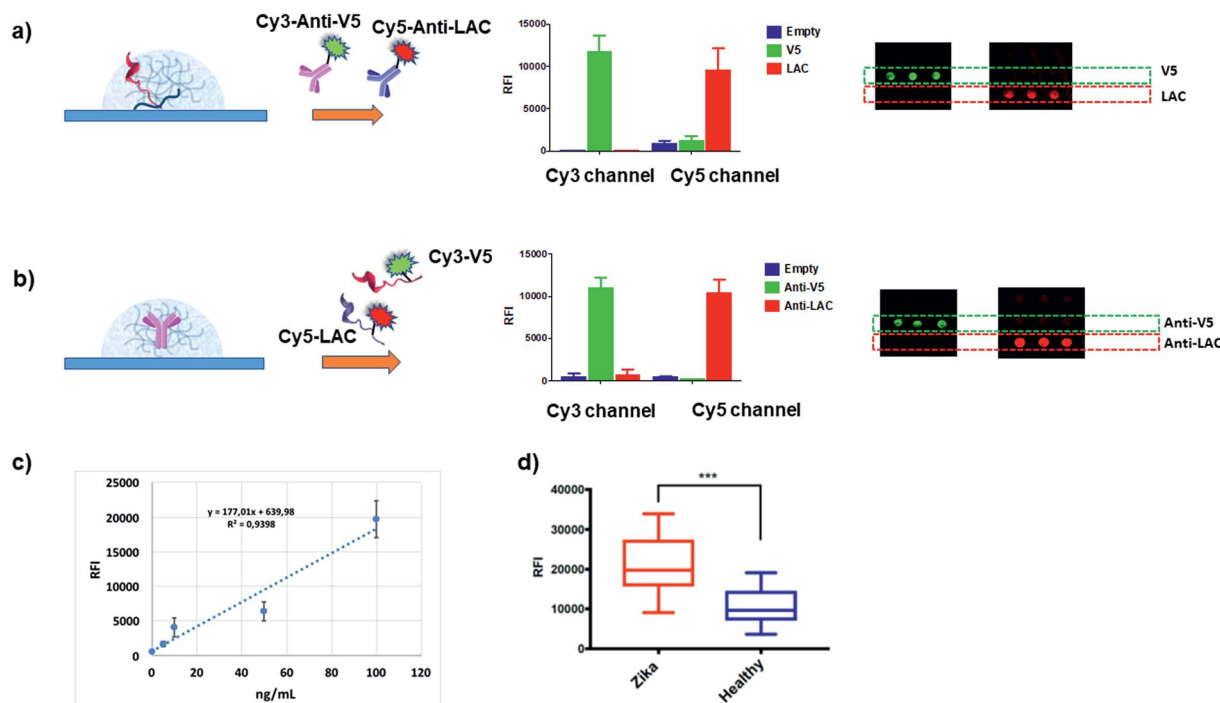 a)
Cy3-Anti-V5
Cy5-Anti-LAC
15000
10000
5000
0
RFI
Cy3 channel
Cy5 channel
Empty
V5
LAC
V5
LAC
b)
Cy3-V5
Cy5-LAC
15000
10000
5000
0
RFI
Cy3 channel
Cy5 channel
Empty
Anti-V5
Anti-LAC
Anti-V5
Anti-LAC
c)
25000
20000
15000
10000
5000
0
RFI
y = 177,01x + 639,98
R² = 0,9398
0 20 40 60 80 100 120
ng/mL
d)
***
40000
30000
20000
10000
0
RFI
Zika
Healthy